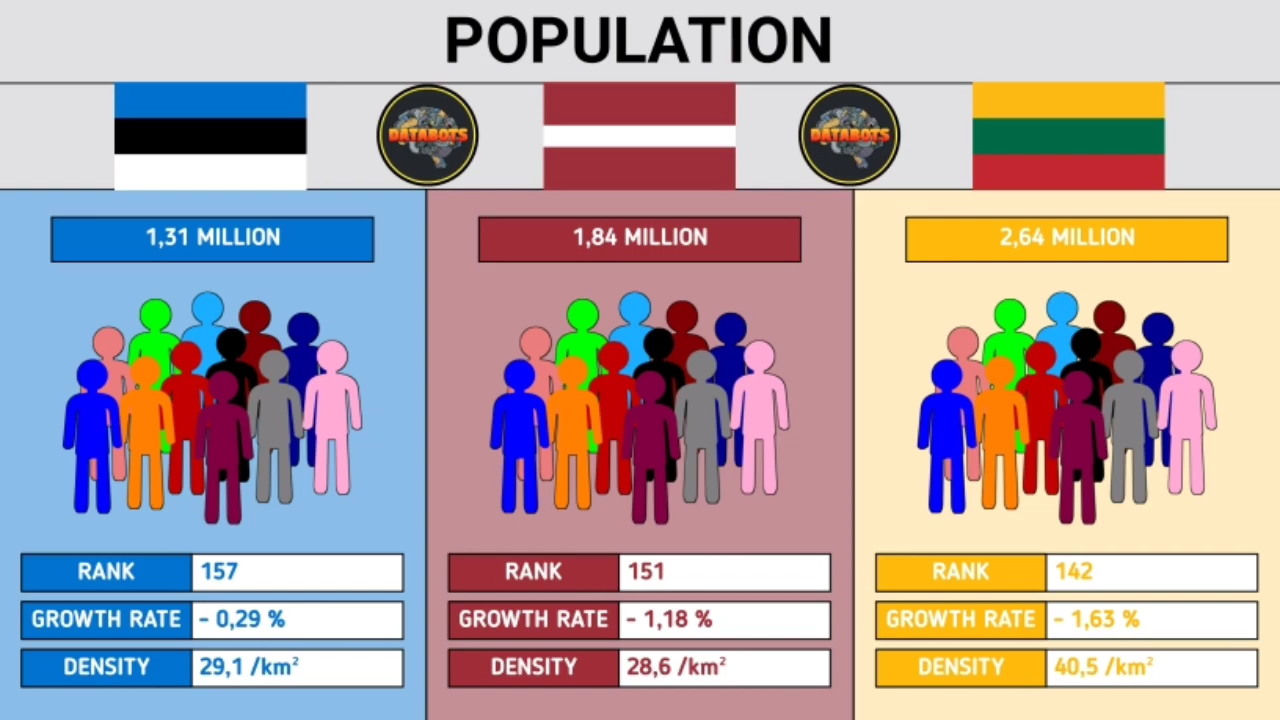 POPULATION
DATABOTS
DATABOTS
1,31 MILLION
1,84 MILLION
2,64 MILLION
RANK 157
GROWTH RATE - 0,29 %
DENSITY 29,1 /km²
RANK 151
GROWTH RATE - 1,18 %
DENSITY 28,6 /km²
RANK 142
GROWTH RATE - 1,63 %
DENSITY 40,5 /km²